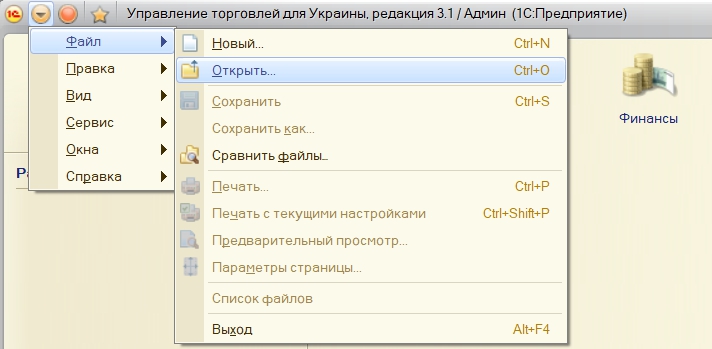 Управление торговлей для Украины, редакция 3.1 / Админ (1С:Предприятие)
Файл
Правка
Вид
Сервис
Окна
Справка
Новый... Ctrl+N
Открыть... Ctrl+O
Сохранить Ctrl+S
Сохранить как...
Сравнить файлы...
Печать... Ctrl+P
Печать с текущими настройками Ctrl+Shift+P
Предварительный просмотр...
Параметры страницы...
Список файлов
Выход Alt+F4
Финансы